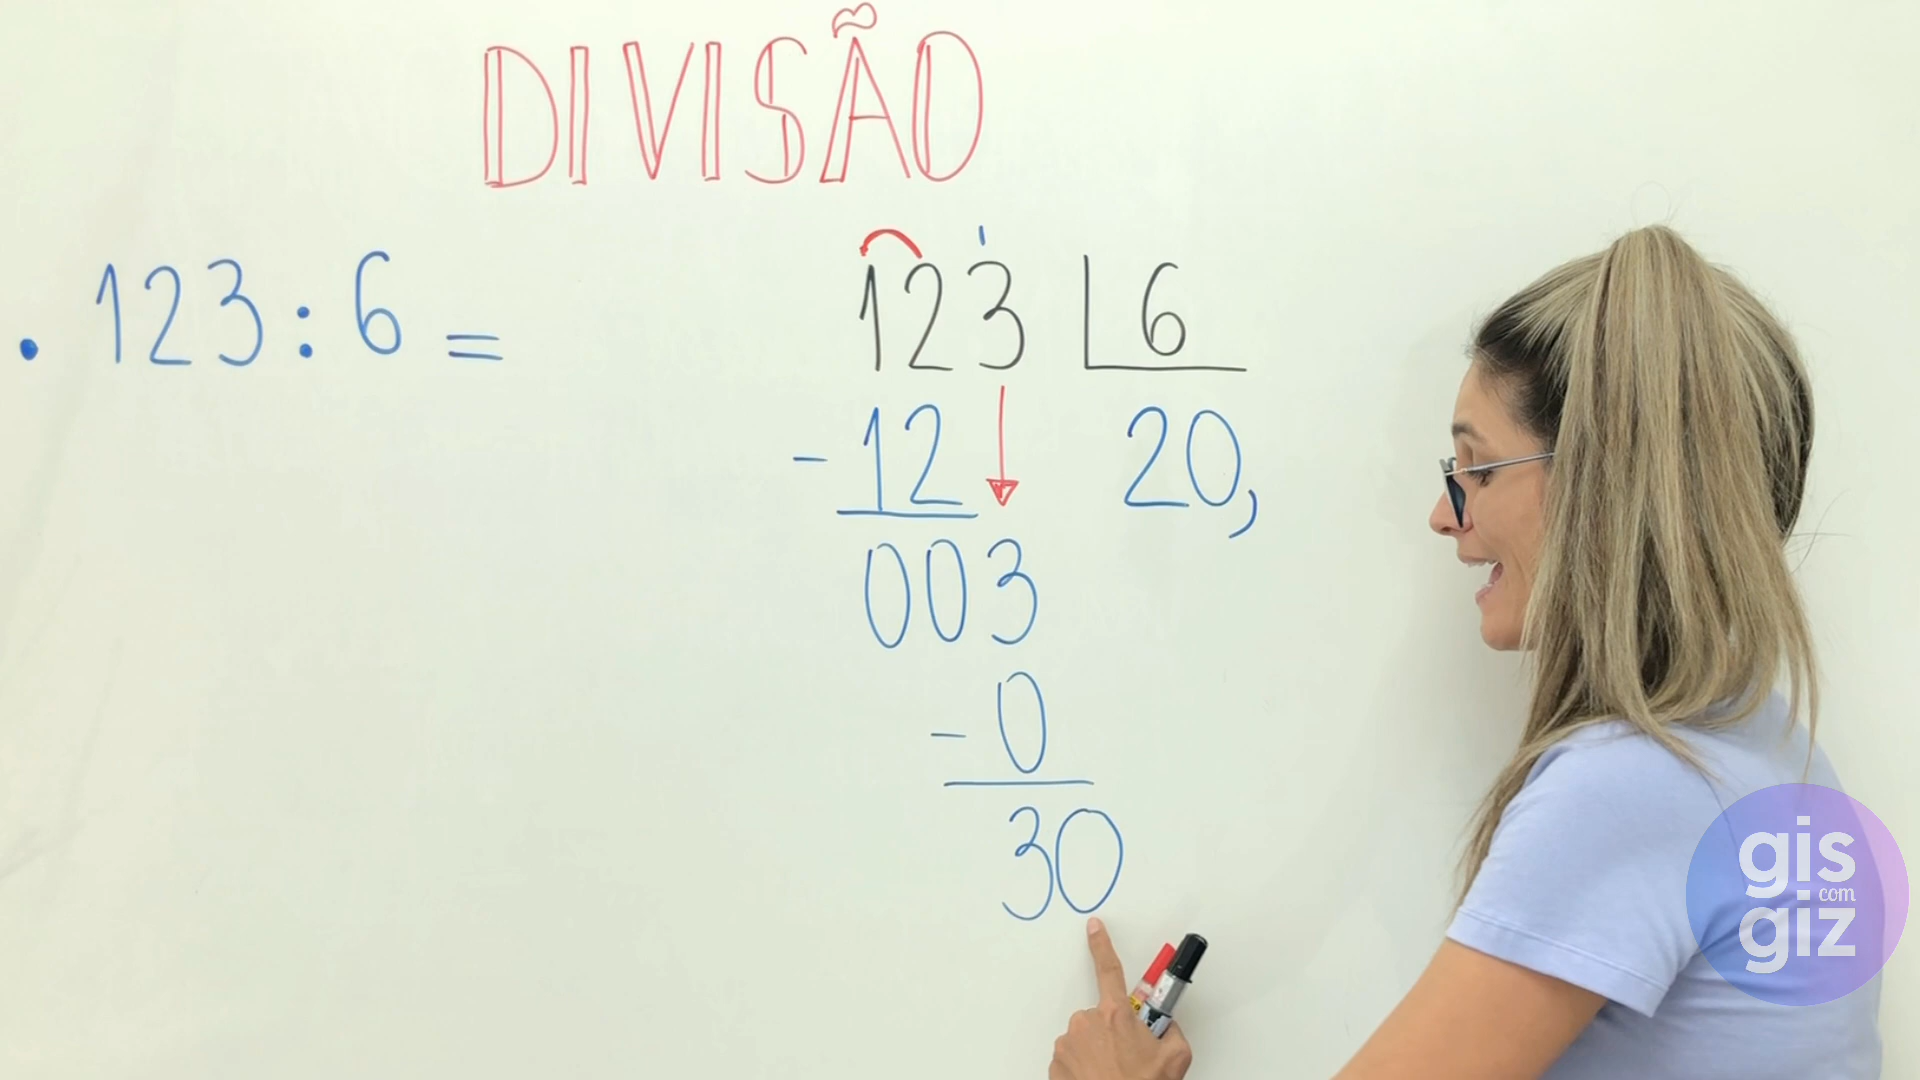 DIVISÃO
• 123 : 6 =
123 6
- 12
20,
003
- 0
30
gis
com
giz